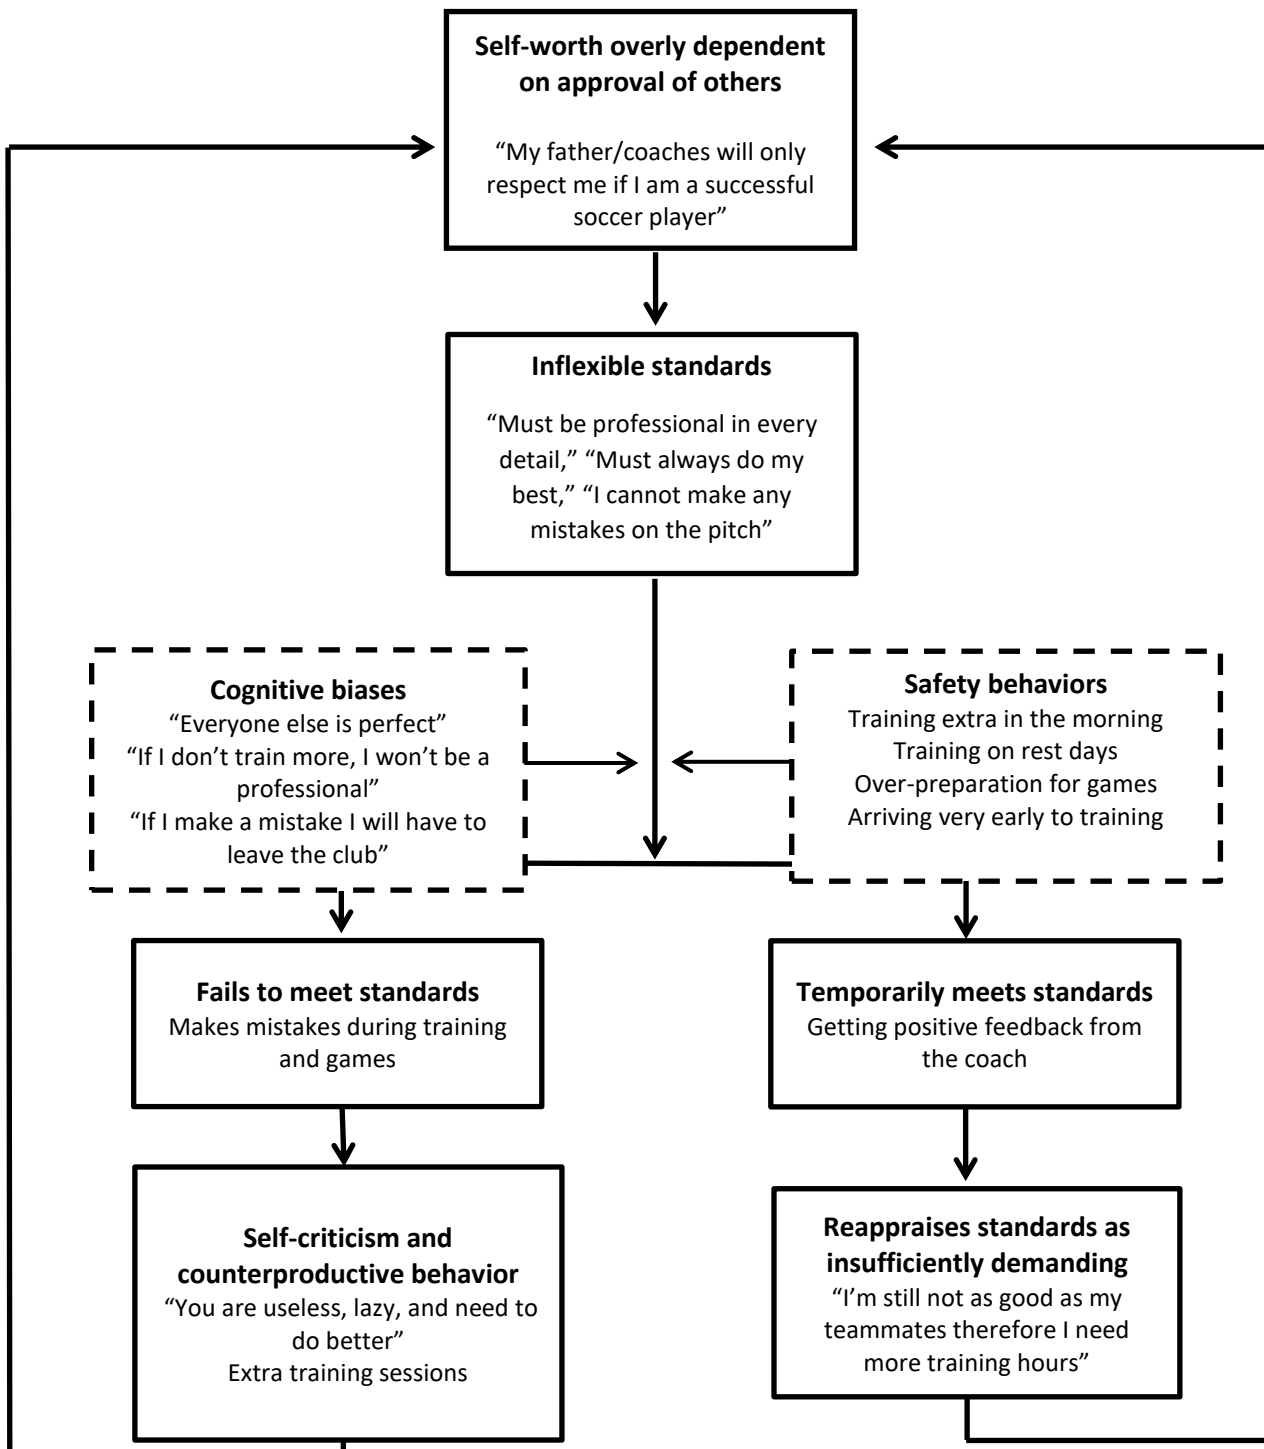 Self-worth overly dependent
on approval of others
“My father/coaches will only
respect me if I am a successful
soccer player”
Inflexible standards
“Must be professional in every
detail,” “Must always do my
best,” “I cannot make any
mistakes on the pitch”
Cognitive biases
“Everyone else is perfect”
“If I don’t train more, I won’t be a
professional”
“If I make a mistake I will have to
leave the club”
Safety behaviors
Training extra in the morning
Training on rest days
Over-preparation for games
Arriving very early to training
Fails to meet standards
Makes mistakes during training
and games
Temporarily meets standards
Getting positive feedback from
the coach
Self-criticism and
counterproductive behavior
“You are useless, lazy, and need to
do better”
Extra training sessions
Reappraises standards as
insufficiently demanding
“I’m still not as good as my
teammates therefore I need
more training hours”